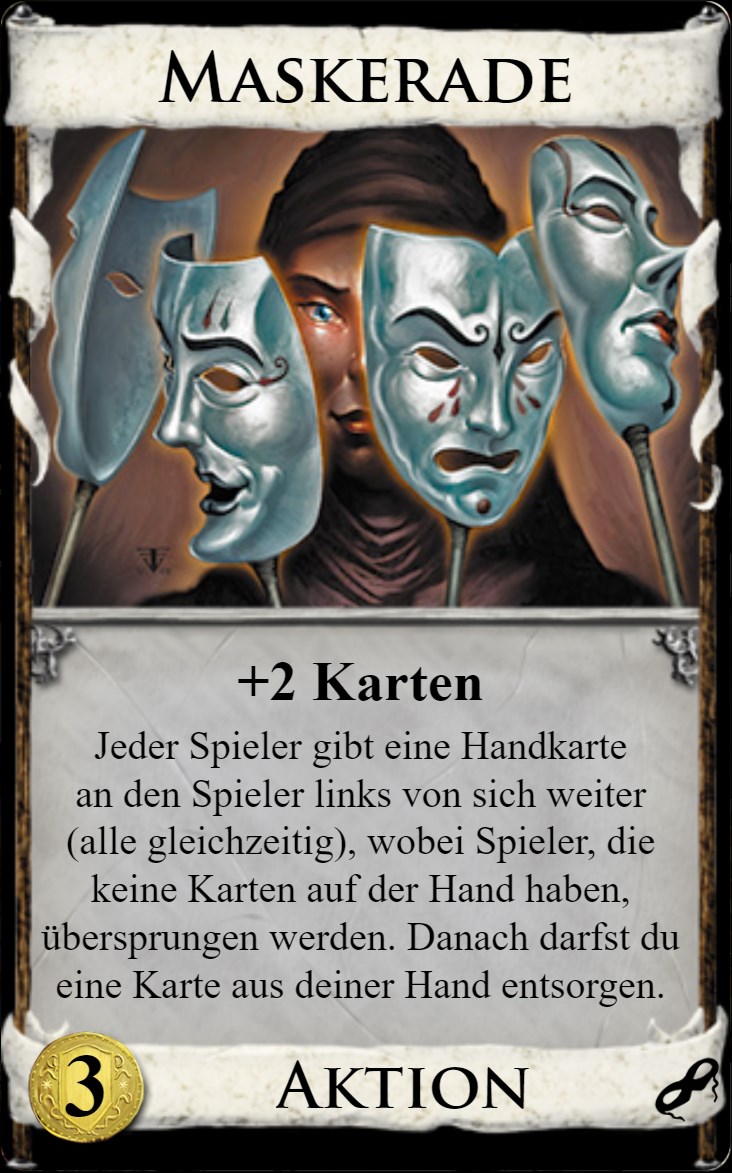 MASKERADE
+2 Karten
Jeder Spieler gibt eine Handkarte
an den Spieler links von sich weiter
(alle gleichzeitig), wobei Spieler, die
keine Karten auf der Hand haben,
übersprungen werden. Danach darfst du
eine Karte aus deiner Hand entsorgen.
3
AKTION